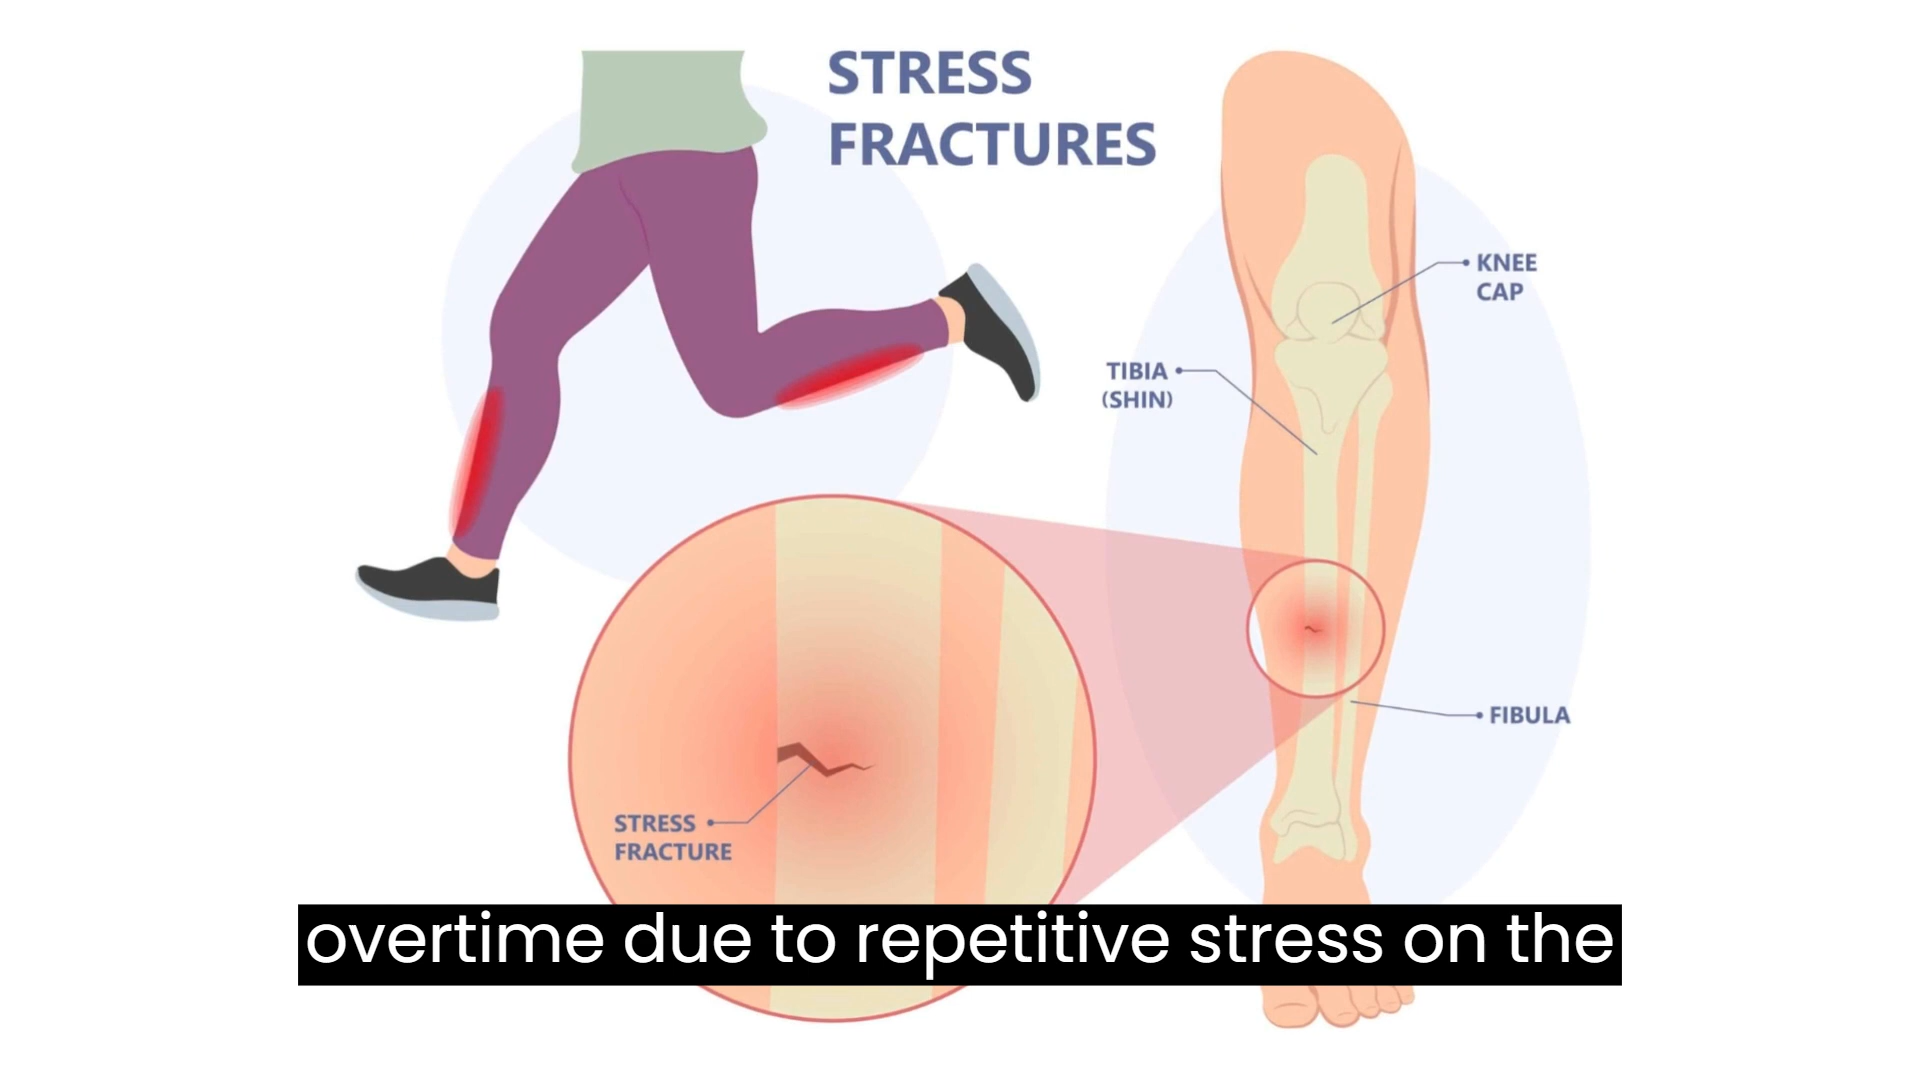 STRESS
FRACTURES
KNEE
CAP
TIBIA
(SHIN)
FIBULA
STRESS
FRACTURE
overtime due to repetitive stress on the